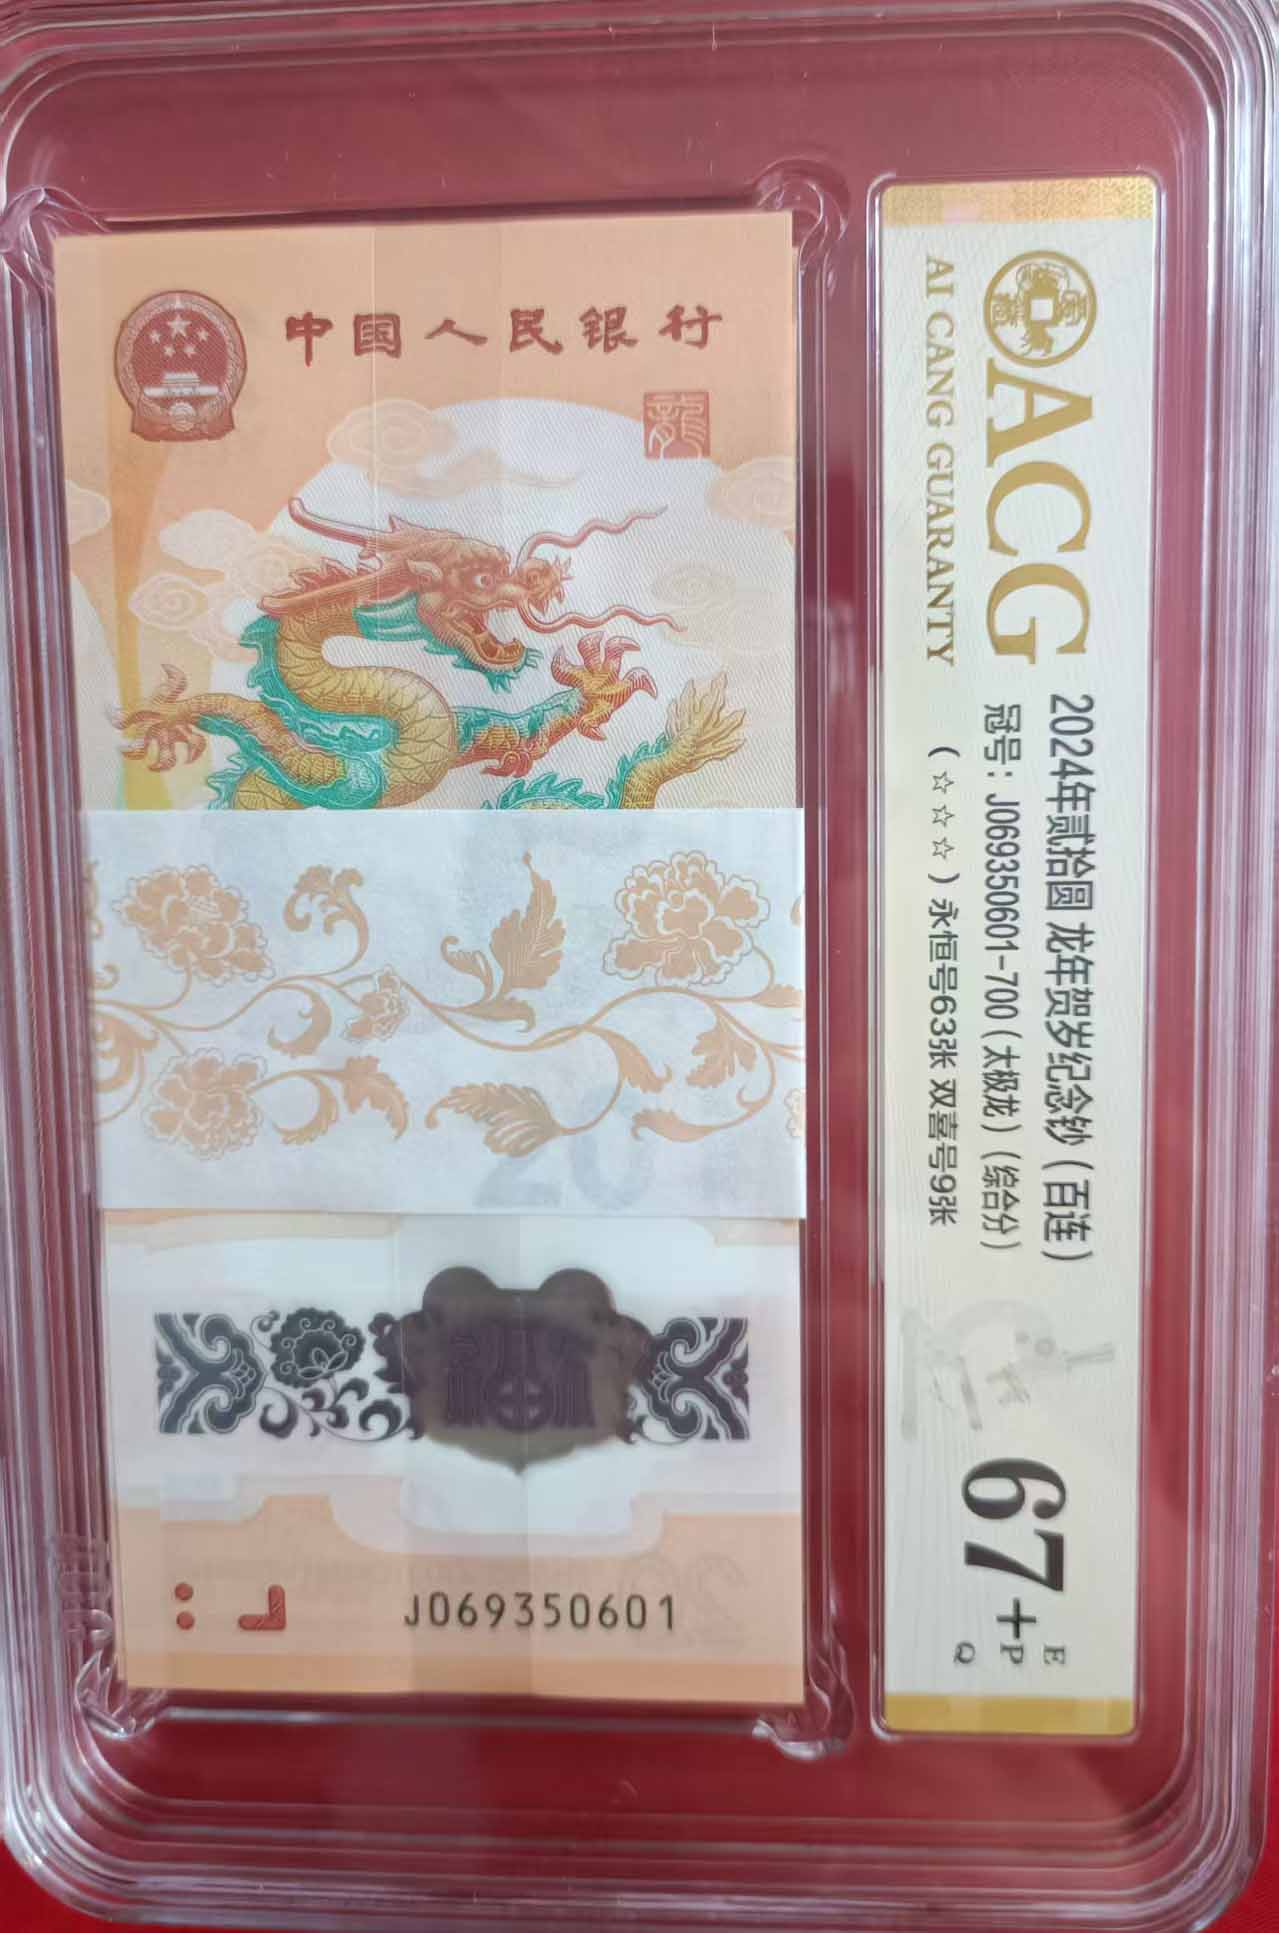 中国人民银行
龍
J069350601
ACG
AI CANG GUARANTY
2024年贰拾圆 龙年贺岁纪念钞（百连）
冠号：J069350601-700（太极龙）（综合分）
（☆☆☆）永恒号63张 双喜号9张
67+
E
P
Q